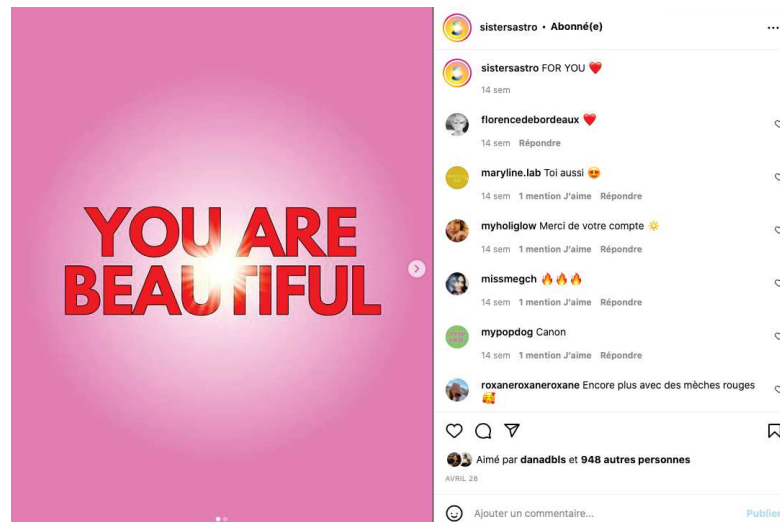 YOU ARE
BEAUTIFUL
sistersastro • Abonné(e)
sistersastro FOR YOU ❤️
14 sem
florencedebordeaux ❤️
14 sem Répondre
maryline.lab Toi aussi 😍
14 sem 1 mention J'aime Répondre
myholiglow Merci de votre compte ☀️
14 sem 1 mention J'aime Répondre
missmegch 🔥🔥🔥
14 sem 1 mention J'aime Répondre
mypopdog Canon
14 sem 1 mention J'aime Répondre
roxaneroxaneroxane Encore plus avec des mèches rouges
🥰
Aimé par danadbls et 948 autres personnes
AVRIL 28
Ajouter un commentaire... Publier